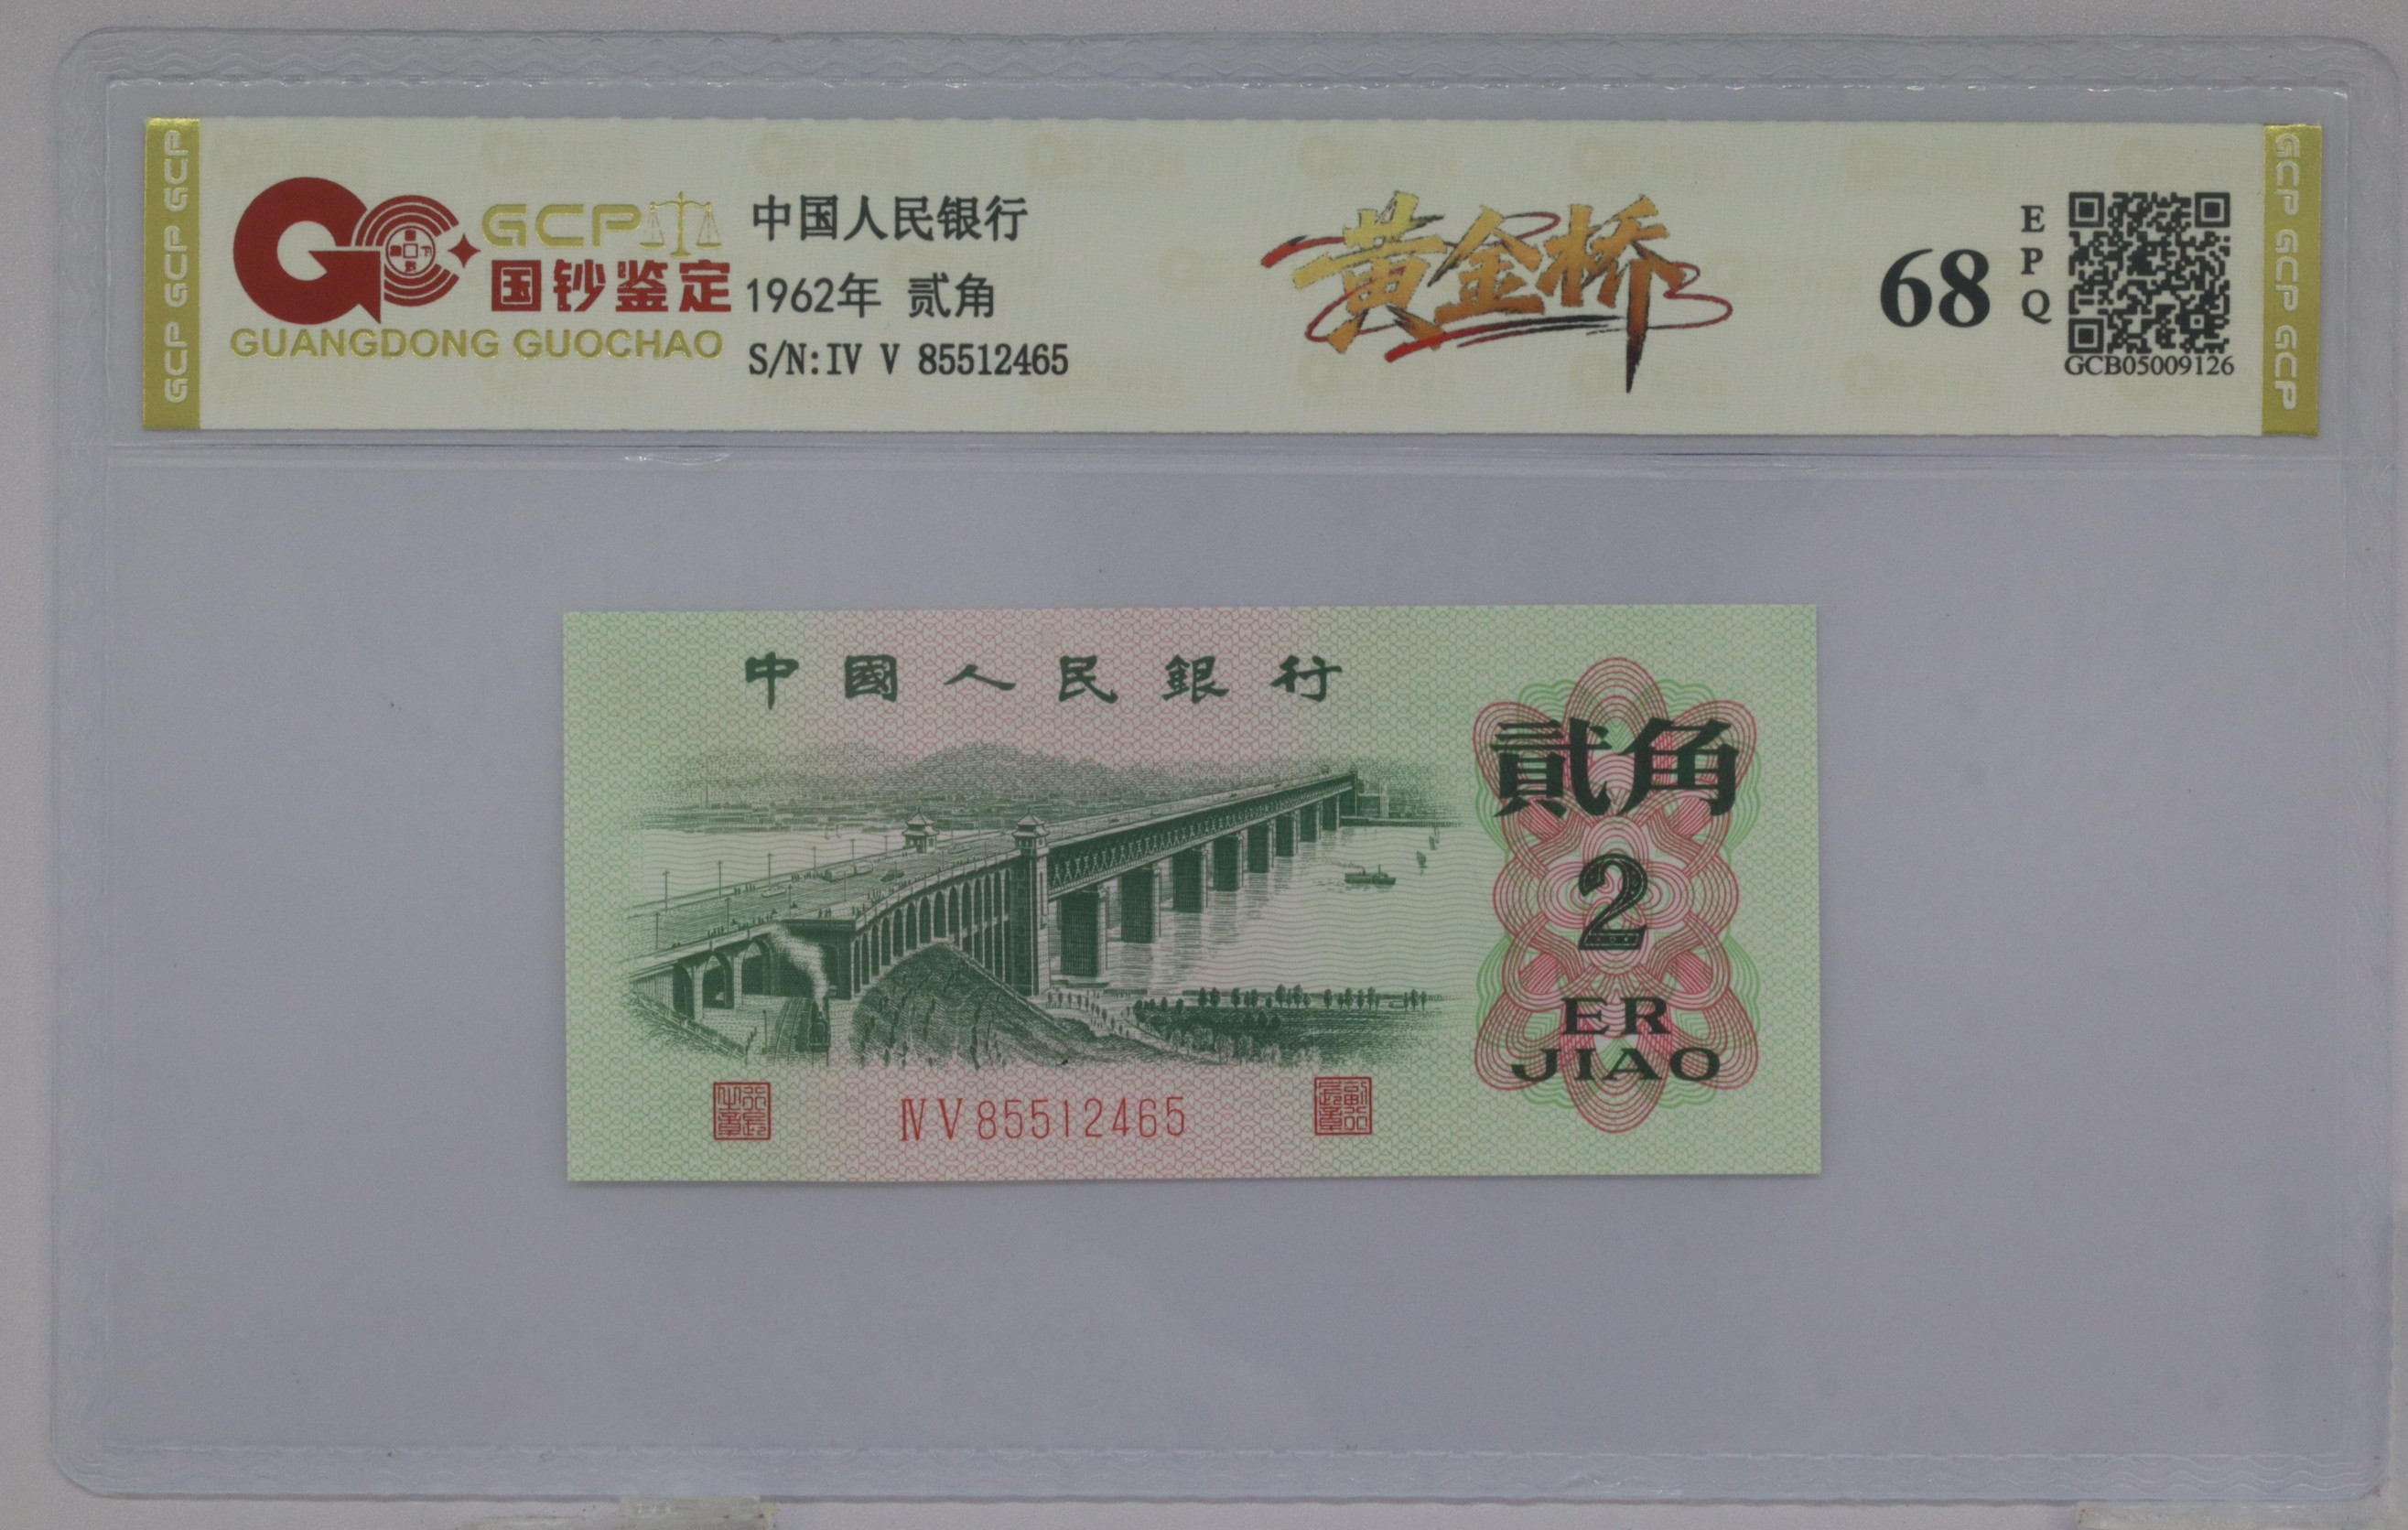 GCP GCP GCP
GCP
国钞鉴定
GUANGDONG GUOCHAO
中国人民银行
1962年 贰角
S/N:IV V 85512465
黄金桥
68
EPQ
GCB05009126
GCP GCP GCP
中國人民銀行
貳角
2
ER
JIAO
IV V 85512465